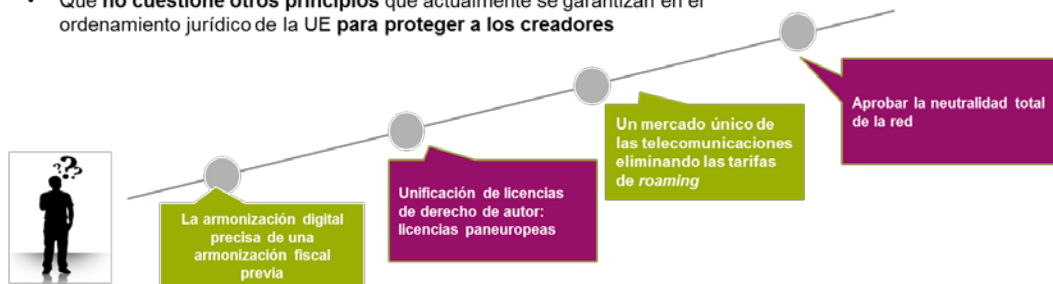 • Que no cuestione otros principios que actualmente se garantizan en el
ordenamiento jurídico de la UE para proteger a los creadores
???
La armonización digital
precisa de una
armonización fiscal
previa
Unificación de licencias
de derecho de autor:
licencias paneuropeas
Un mercado único de
las telecomunicaciones
eliminando las tarifas
de roaming
Aprobar la neutralidad total
de la red